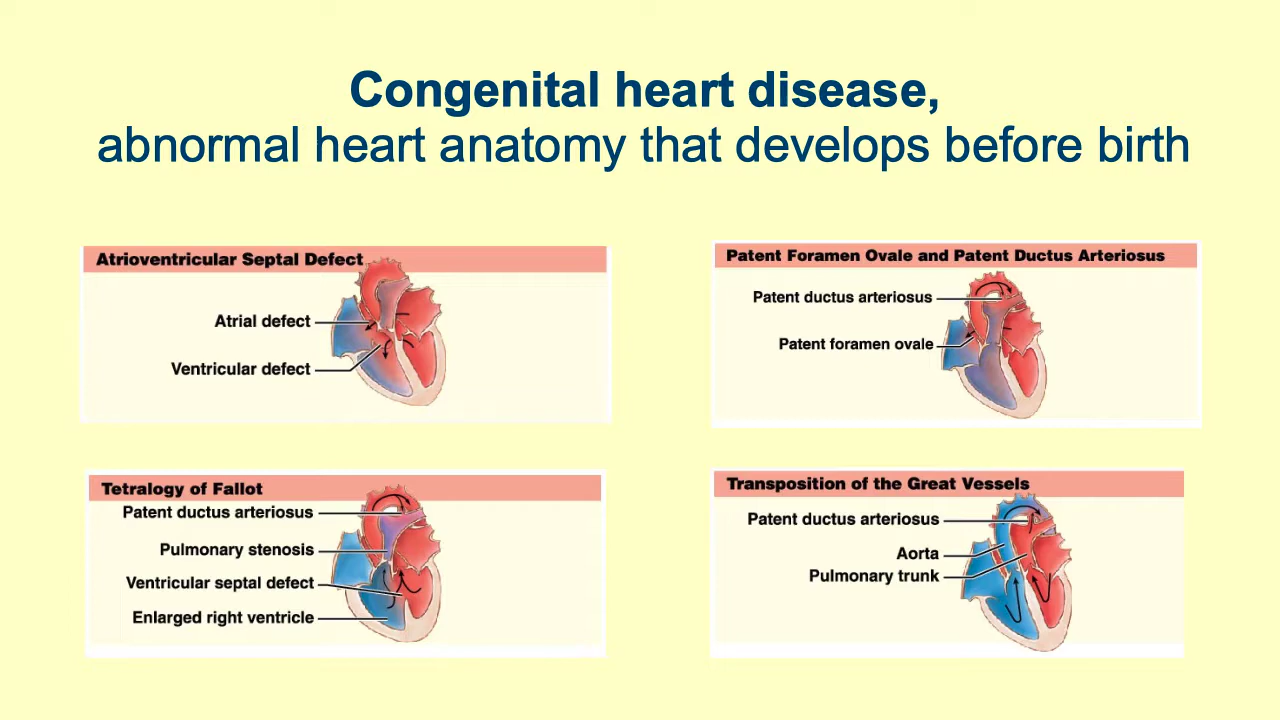 Congenital heart disease,
abnormal heart anatomy that develops before birth
Atrioventricular Septal Defect
Atrial defect
Ventricular defect
Patent Foramen Ovale and Patent Ductus Arteriosus
Patent ductus arteriosus
Patent foramen ovale
Tetralogy of Fallot
Patent ductus arteriosus
Pulmonary stenosis
Ventricular septal defect
Enlarged right ventricle
Transposition of the Great Vessels
Patent ductus arteriosus
Aorta
Pulmonary trunk